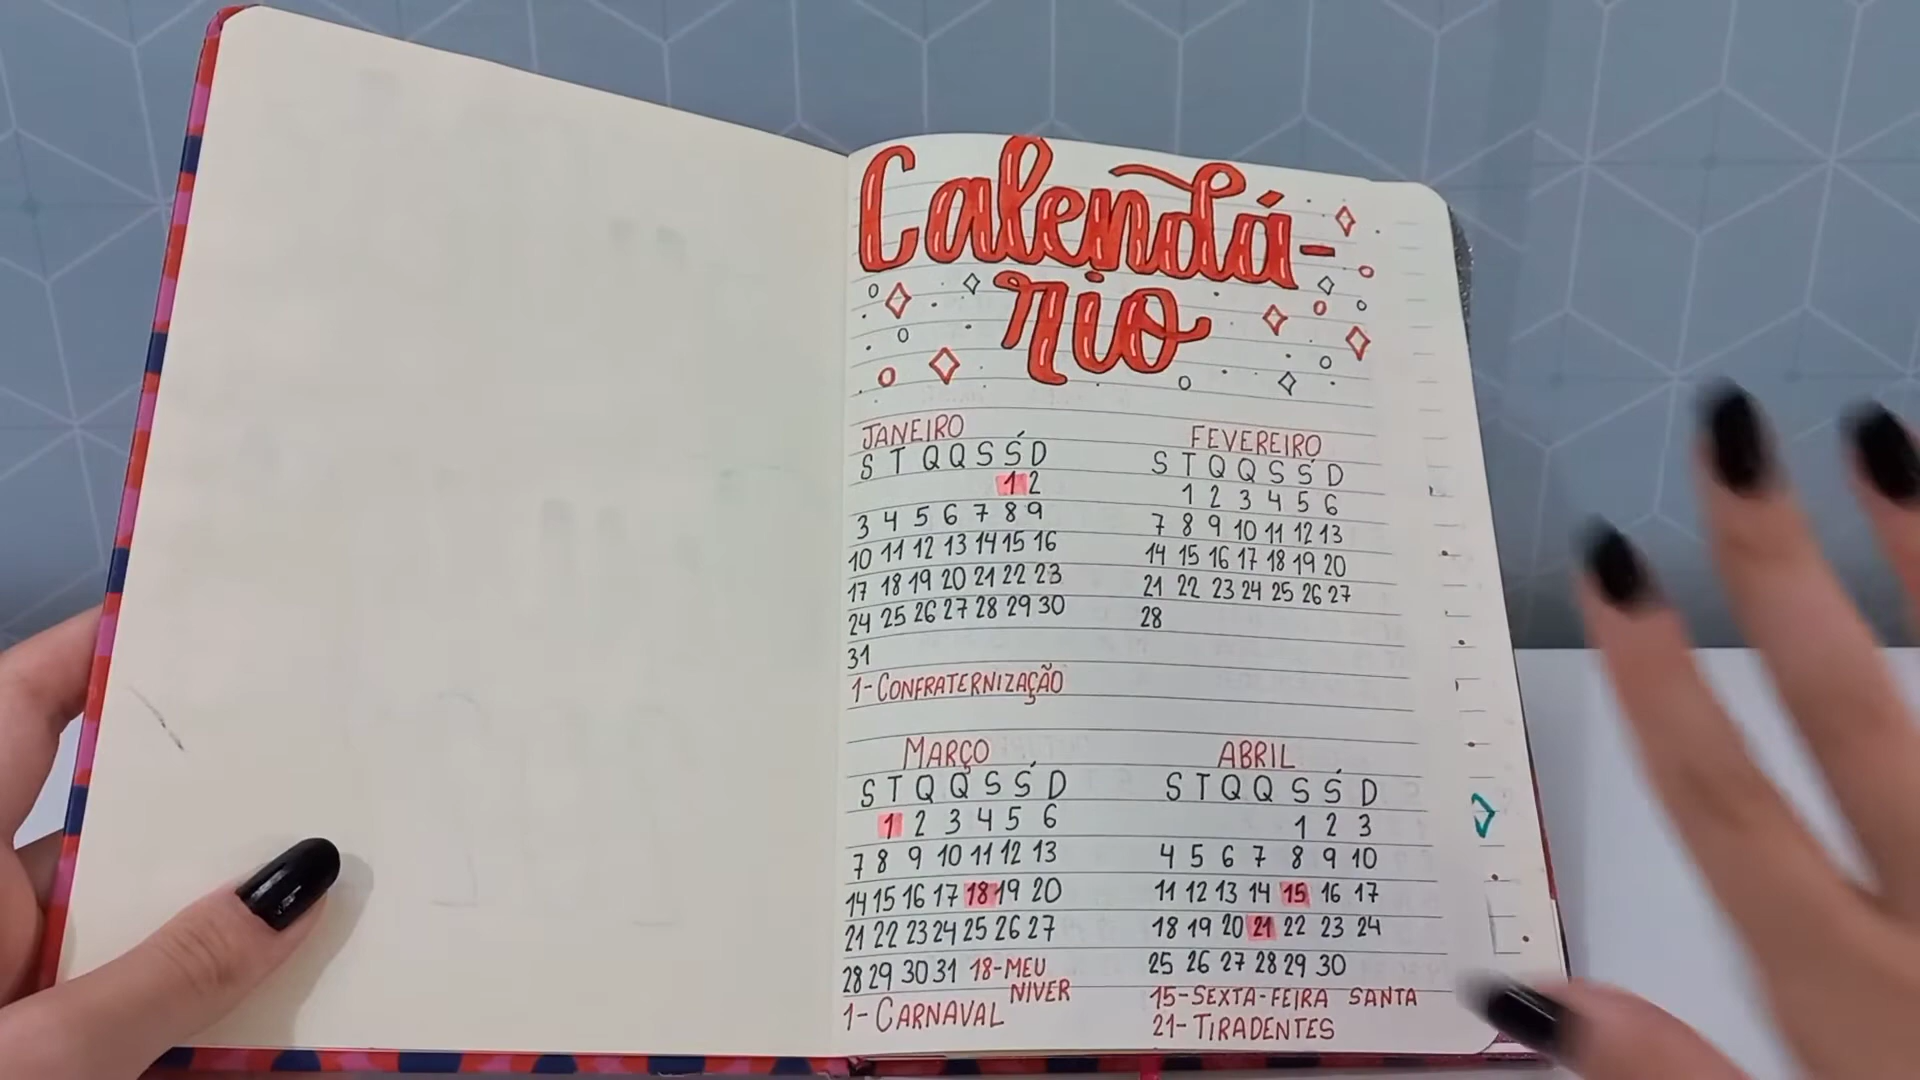 Calendá-
rio
JANEIRO
S T Q Q S Ś D
1 2
3 4 5 6 7 8 9
10 11 12 13 14 15 16
17 18 19 20 21 22 23
24 25 26 27 28 29 30
31
1-CONFRATERNIZAÇÃO
FEVEREIRO
S T Q Q S Ś D
1 2 3 4 5 6
7 8 9 10 11 12 13
14 15 16 17 18 19 20
21 22 23 24 25 26 27
28
MARÇO
S T Q Q S Ś D
1 2 3 4 5 6
7 8 9 10 11 12 13
14 15 16 17 18 19 20
21 22 23 24 25 26 27
28 29 30 31 18-MEU
NIVER
1-CARNAVAL
ABRIL
S T Q Q S Ś D
1 2 3
4 5 6 7 8 9 10
11 12 13 14 15 16 17
18 19 20 21 22 23 24
25 26 27 28 29 30
15-SEXTA-FEIRA SANTA
21-TIRADENTES